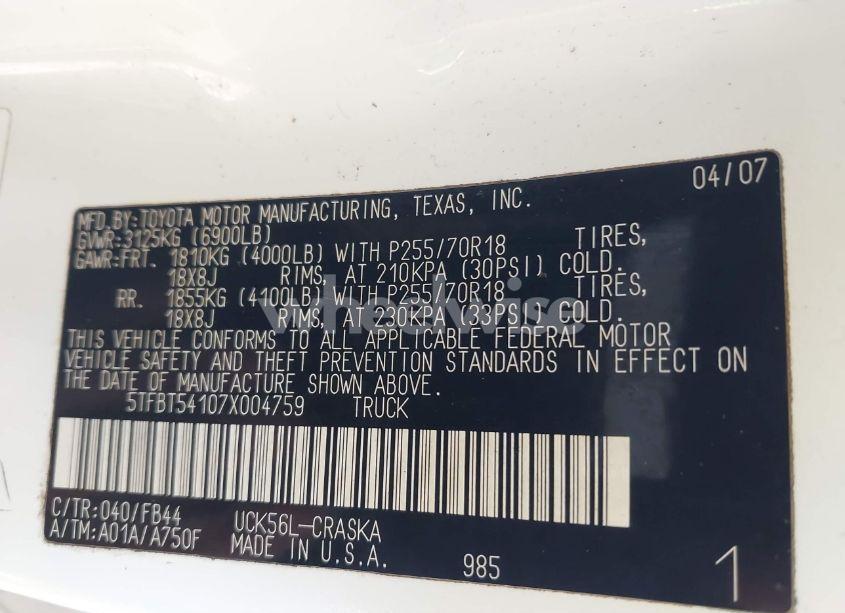 04/07
MFD.BY:TOYOTA MOTOR MANUFACTURING, TEXAS, INC.
GVWR:3125KG (6900LB)
GAWR:FRT. 1810KG (4000LB) WITH P255/70R18 TIRES,
18X8J RIMS, AT 210KPA (30PSI) COLD.
RR. 1855KG (4100LB) WITH P255/70R18 TIRES,
18X8J RIMS, AT 230KPA (33PSI) COLD.
THIS VEHICLE CONFORMS TO ALL APPLICABLE FEDERAL MOTOR
VEHICLE SAFETY AND THEFT PREVENTION STANDARDS IN EFFECT ON
THE DATE OF MANUFACTURE SHOWN ABOVE.
5TFBT54107X004759 TRUCK
C/TR:040/FB44 UCK56L-CRASKA
A/TM:A01A/A750F MADE IN U.S.A. 985 1
wheelwise